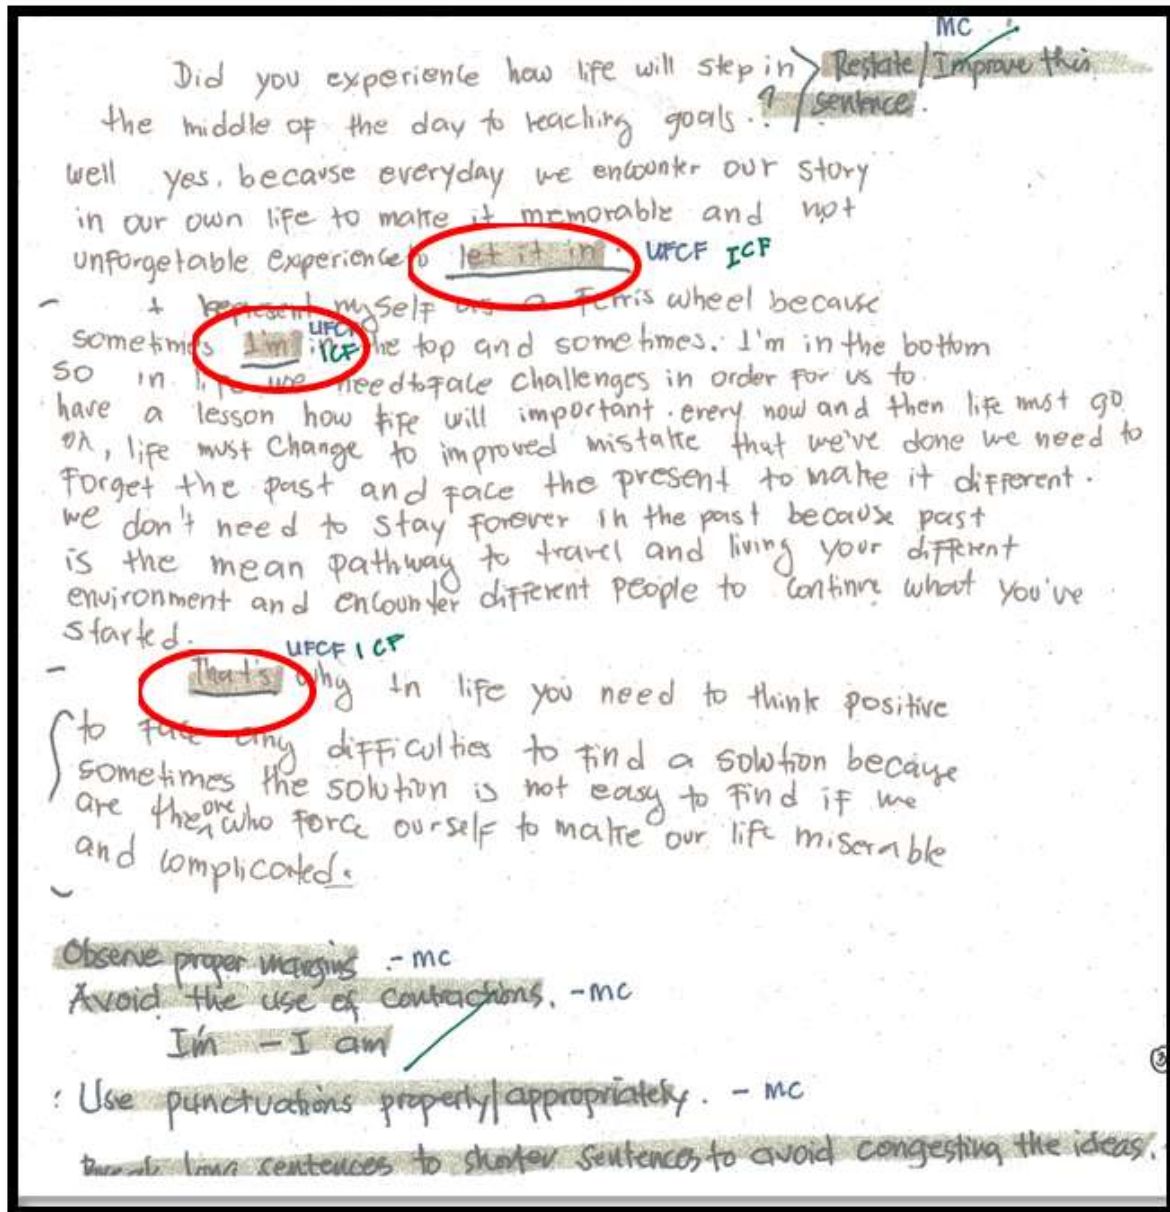 MC
Did you experience how life will step in Restate/Improve this
the middle of the day to reaching goals..? sentence.
well yes. because everyday we encounter our story
in our own life to make it memorable and not
unforgetable experience let it in. UFCF ICF
I Represent myself as a Ferris wheel because
sometimes I'm in the top and sometimes. I'm in the bottom
UFCF
ICF
so in life we need to face challenges in order for us to
have a lesson how life will important. every now and then life must go
on, life must change to improved mistake that we've done we need to
Forget the past and face the present to make it different.
we don't need to stay forever in the past because past
is the mean pathway to travel and living your different
environment and encounter different people to continue what you've
started.
UFCF ICF
That's why in life you need to think positive
to face any difficulties to find a solution because
sometimes the solution is not easy to find if we
are the one who force ourself to make our life miserable
and complicated.
Observe proper margins. - MC
Avoid the use of contractions. - MC
I'm - I am
3
: Use punctuations properly/appropriately. - MC
long sentences to shorter sentences to avoid congesting the ideas.